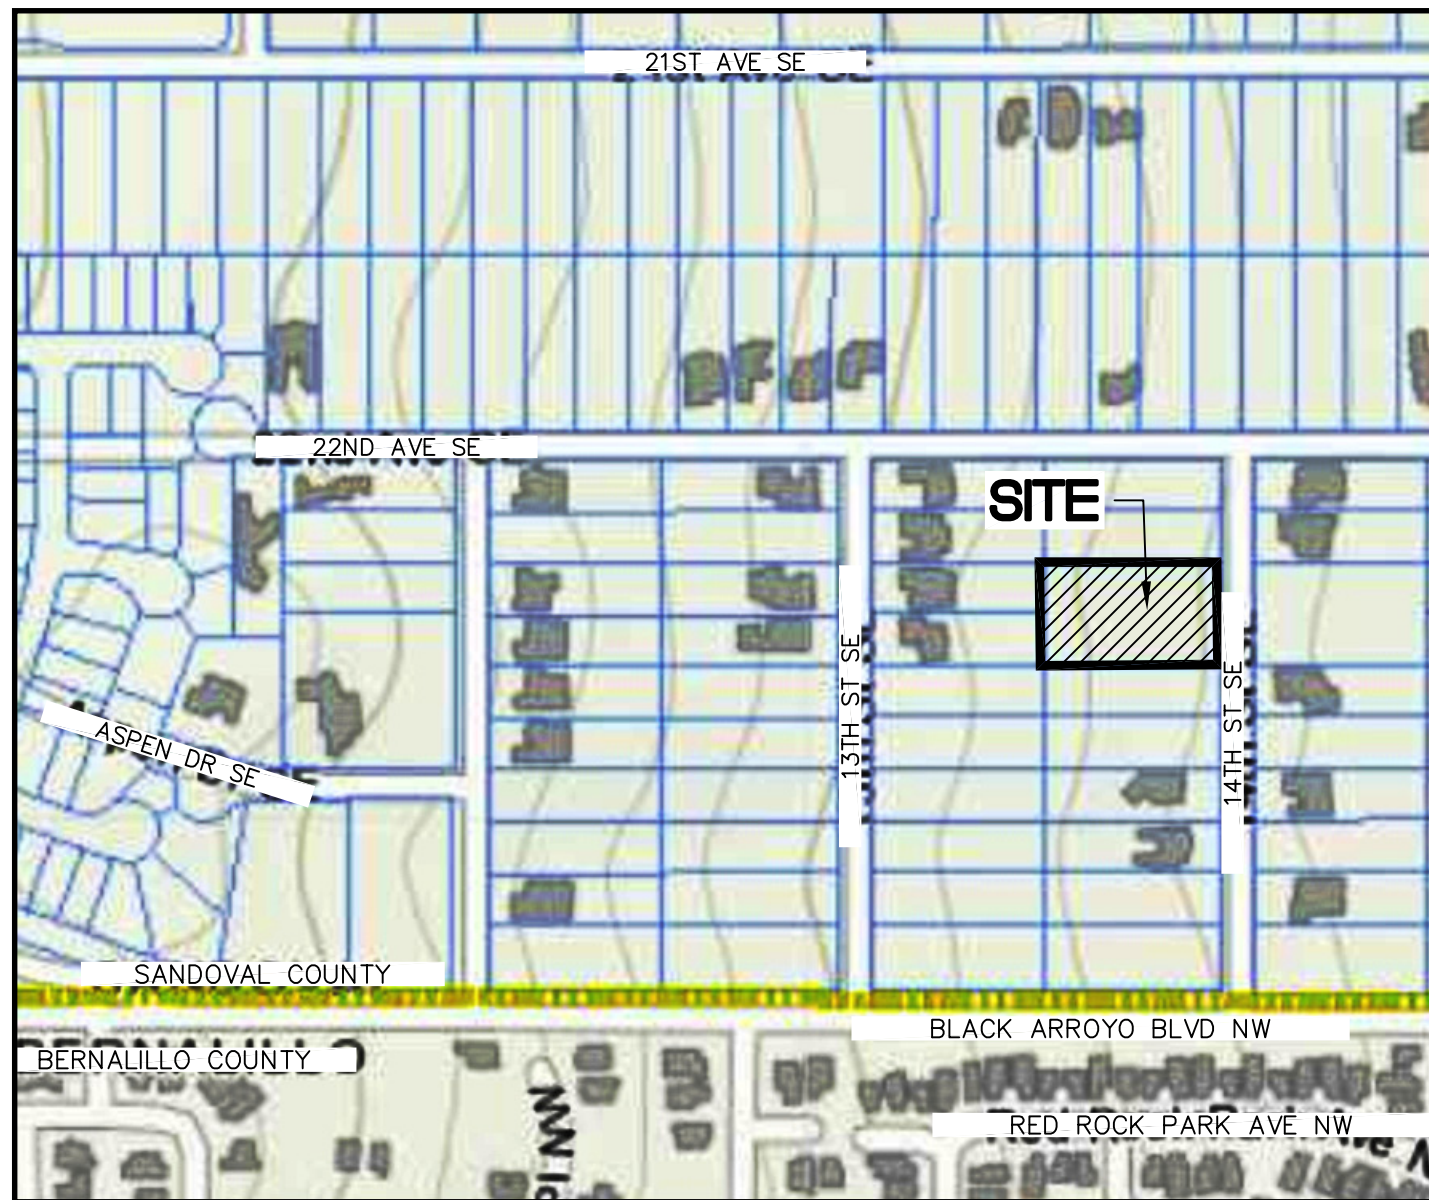 21ST AVE SE
22ND AVE SE
SITE
13TH ST SE
14TH ST SE
ASPEN DR SE
SANDOVAL COUNTY
BLACK ARROYO BLVD NW
BERNALILLO COUNTY
RED ROCK PARK AVE NW